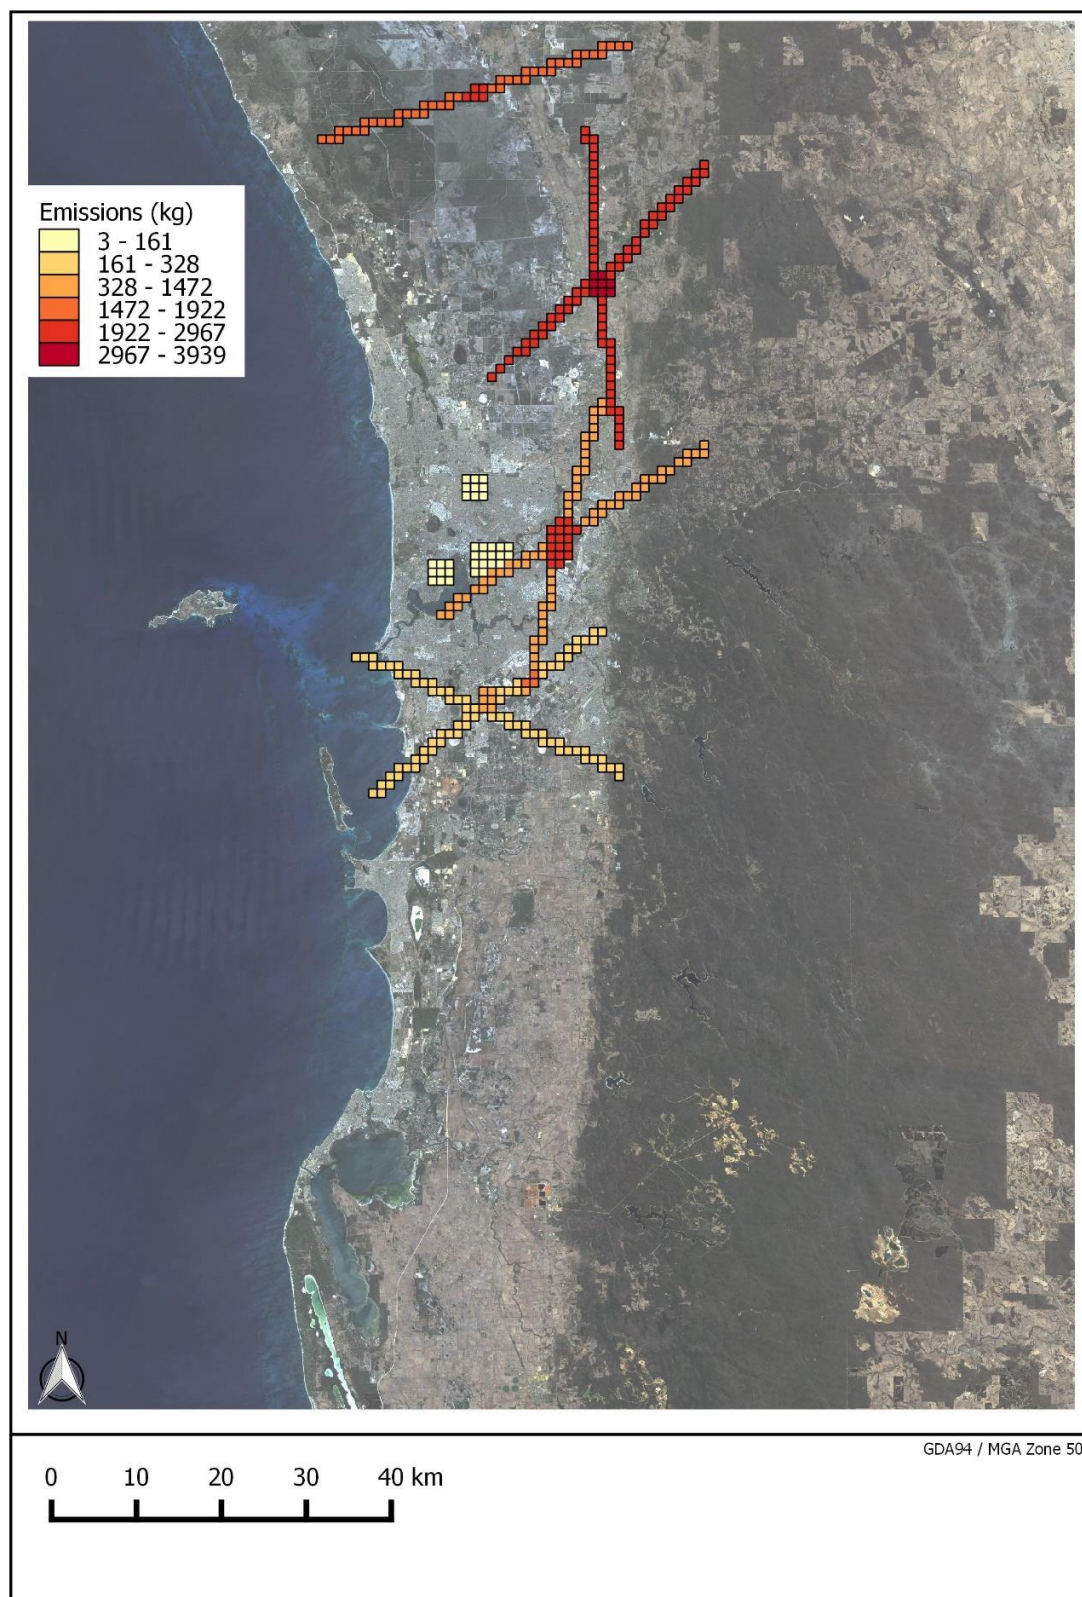 Emissions (kg)
3 - 161
161 - 328
328 - 1472
1472 - 1922
1922 - 2967
2967 - 3939
N
GDA94 / MGA Zone 50
0 10 20 30 40 km